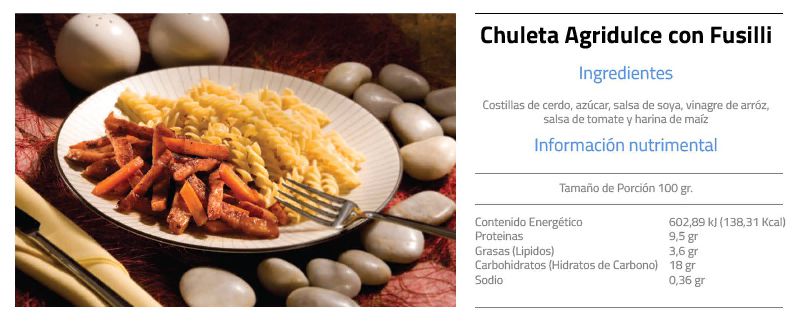 Chuleta Agridulce con Fusilli
Ingredientes
Costillas de cerdo, azúcar, salsa de soya, vinagre de arróz,
salsa de tomate y harina de maíz
Información nutrimental
Tamaño de Porción 100 gr.
Contenido Energético 602,89 kJ (138,31 Kcal)
Proteinas 9,5 gr
Grasas (Lipidos) 3,6 gr
Carbohidratos (Hidratos de Carbono) 18 gr
Sodio 0,36 gr